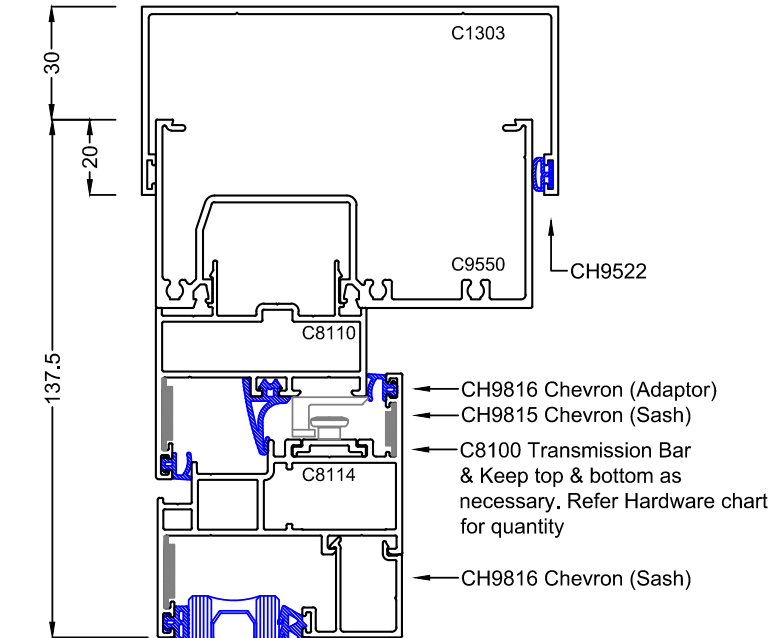 C1303
30
20
C9550
CH9522
C8110
137.5
CH9816 Chevron (Adaptor)
CH9815 Chevron (Sash)
C8100 Transmission Bar
& Keep top & bottom as
necessary. Refer Hardware chart
for quantity
C8114
CH9816 Chevron (Sash)